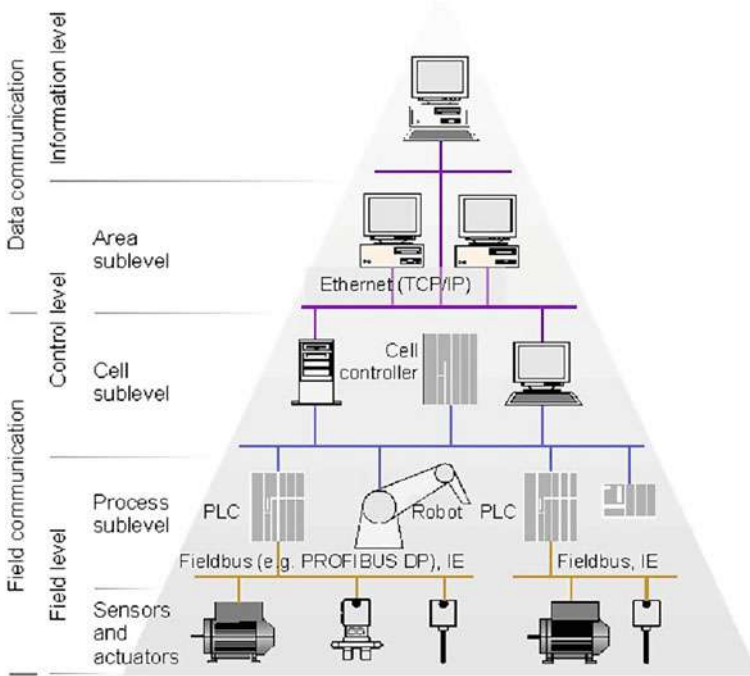 Data communication
Information level
Area
sublevel
Ethernet (TCP/IP)
Control level
Cell
sublevel
Cell
controller
Field communication
Field level
Process
sublevel
PLC
Robot
PLC
Fieldbus (e.g. PROFIBUS DP), IE
Fieldbus, IE
Sensors
and
actuators